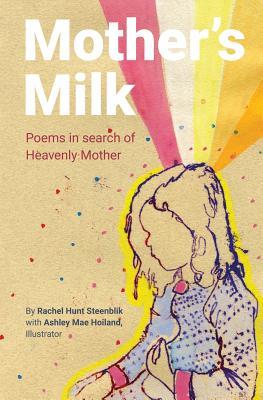 Mother's
Milk
Poems in search of
Heavenly Mother
By Rachel Hunt Steenblik
with Ashley Mae Hoiland,
Illustrator